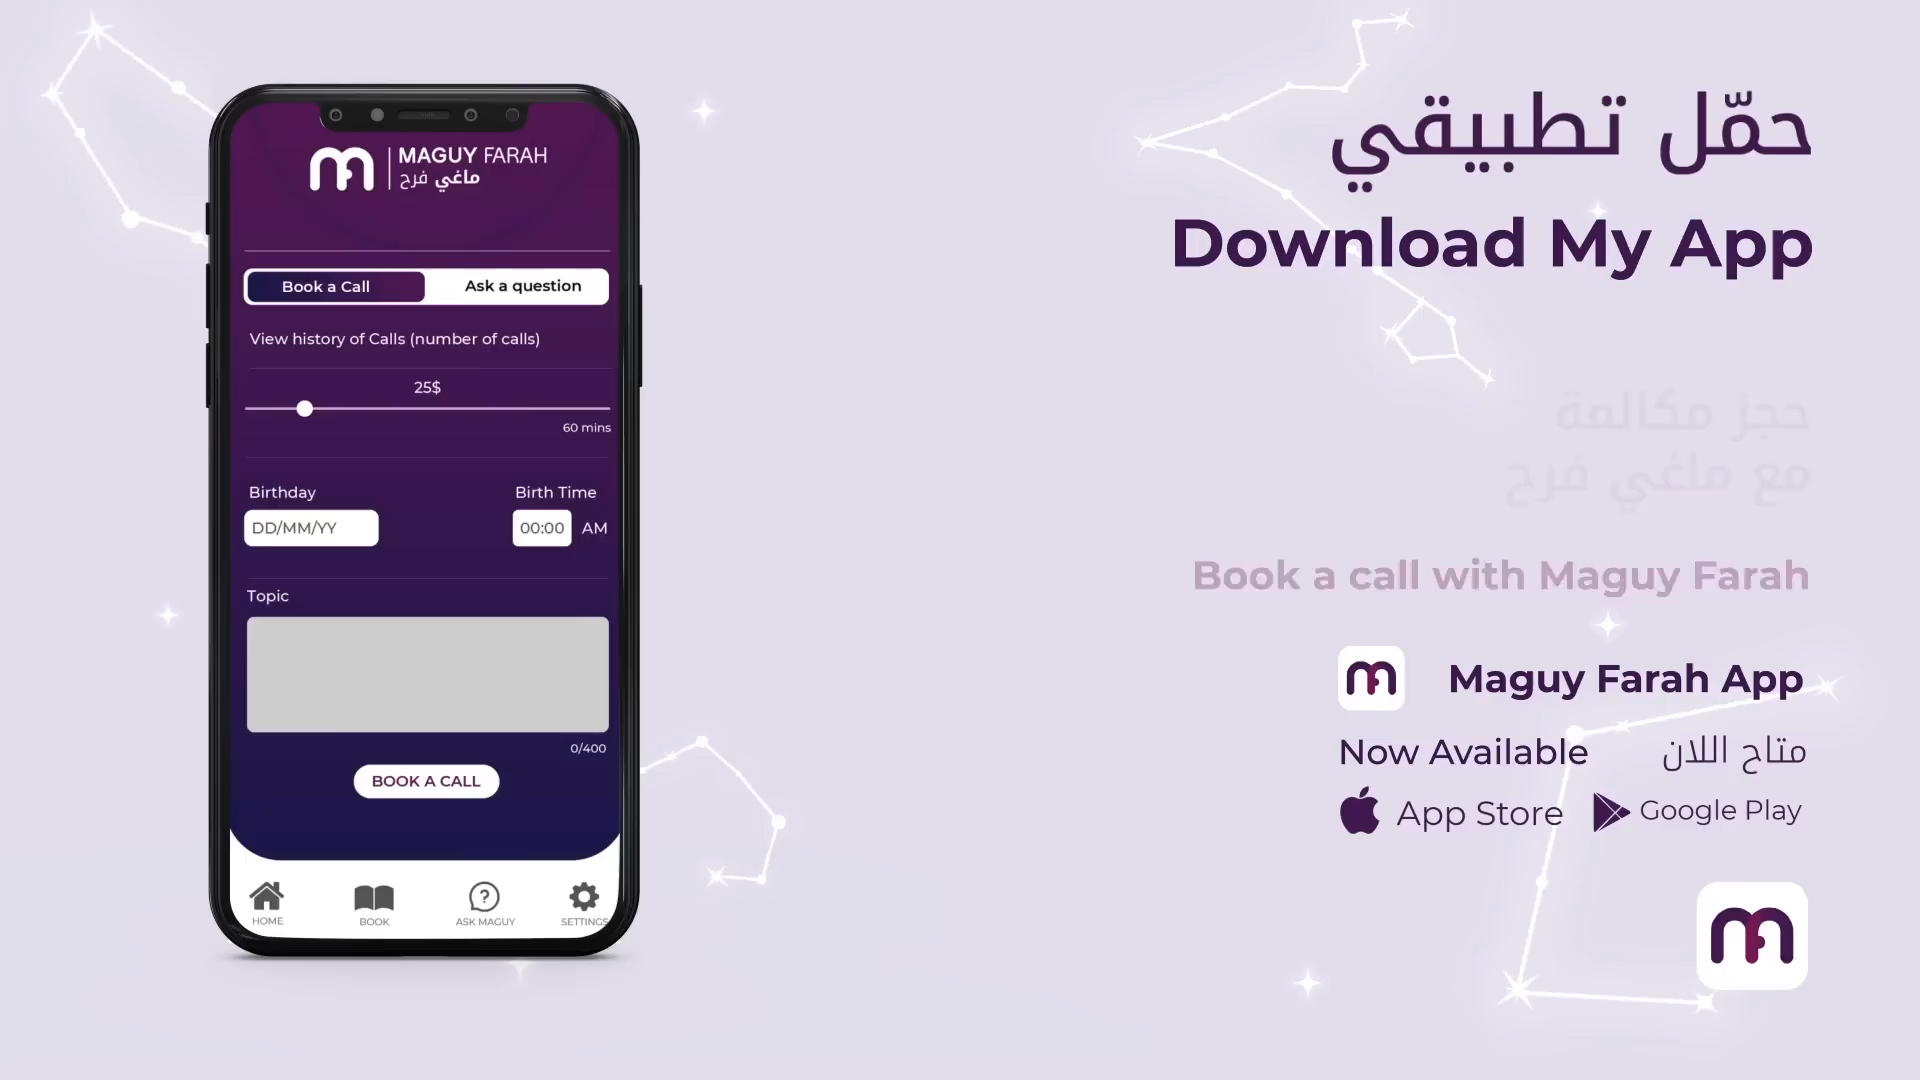 MAGUY FARAH
ماغي فرح
Book a Call
Ask a question
View history of Calls (number of calls)
25$
60 mins
Birthday
Birth Time
DD/MM/YY
00:00 AM
Topic
0/400
BOOK A CALL
HOME
BOOK
ASK MAGUY
SETTINGS
حمّل تطبيقي
Download My App
حجز مكالمة
مع ماغي فرح
Book a call with Maguy Farah
Maguy Farah App
Now Available
متاح اللان
App Store
Google Play